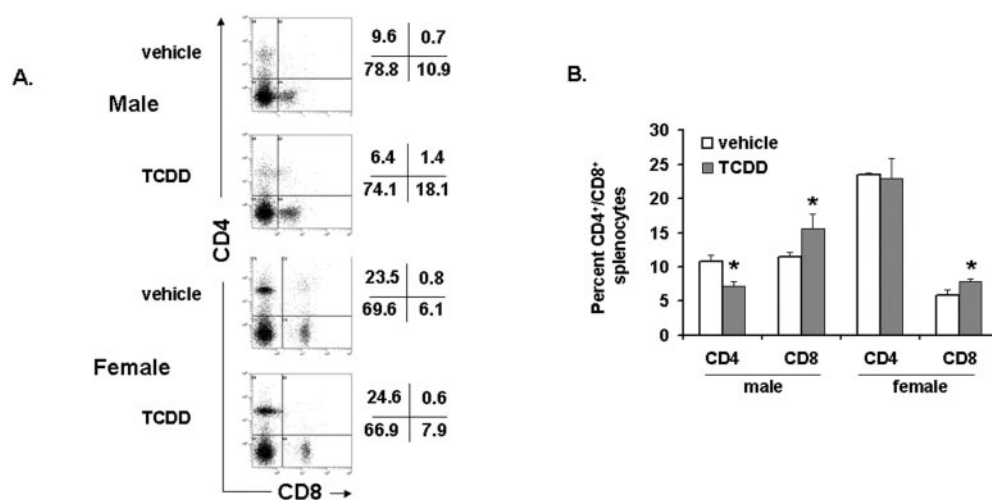 A.
Male
vehicle
9.6 0.7
78.8 10.9
TCDD
6.4 1.4
74.1 18.1
CD4
Female
vehicle
23.5 0.8
69.6 6.1
TCDD
24.6 0.6
66.9 7.9
CD8
B.
Percent CD4⁺/CD8⁺
splenocytes
30
25
20
15
10
5
0
vehicle
TCDD
*
*
*
CD4 CD8 CD4 CD8
male female